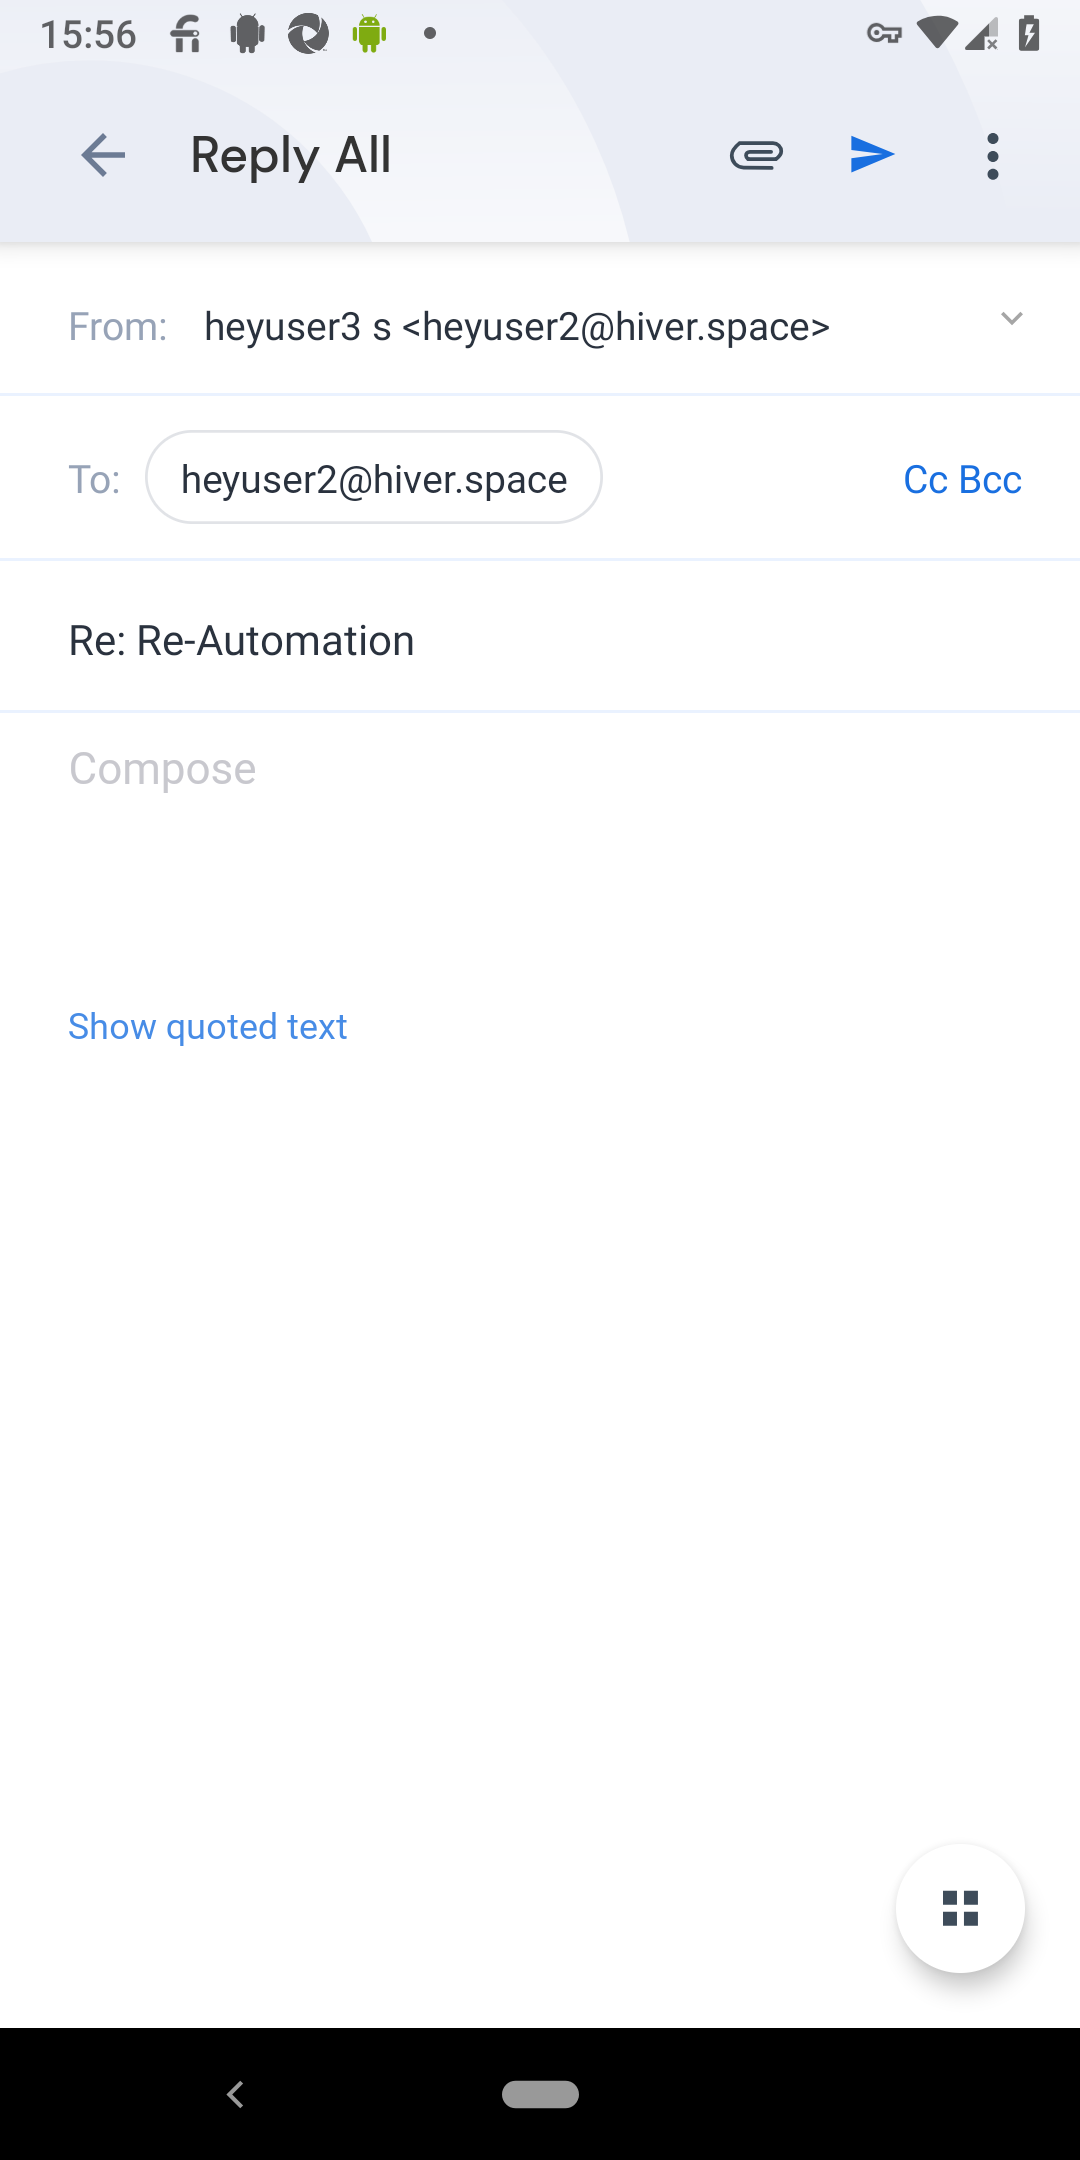 15:56
Reply All
From: heyuser3 s <heyuser2@hiver.space>
To: heyuser2@hiver.space Cc Bcc
Re: Re-Automation
Compose
Show quoted text